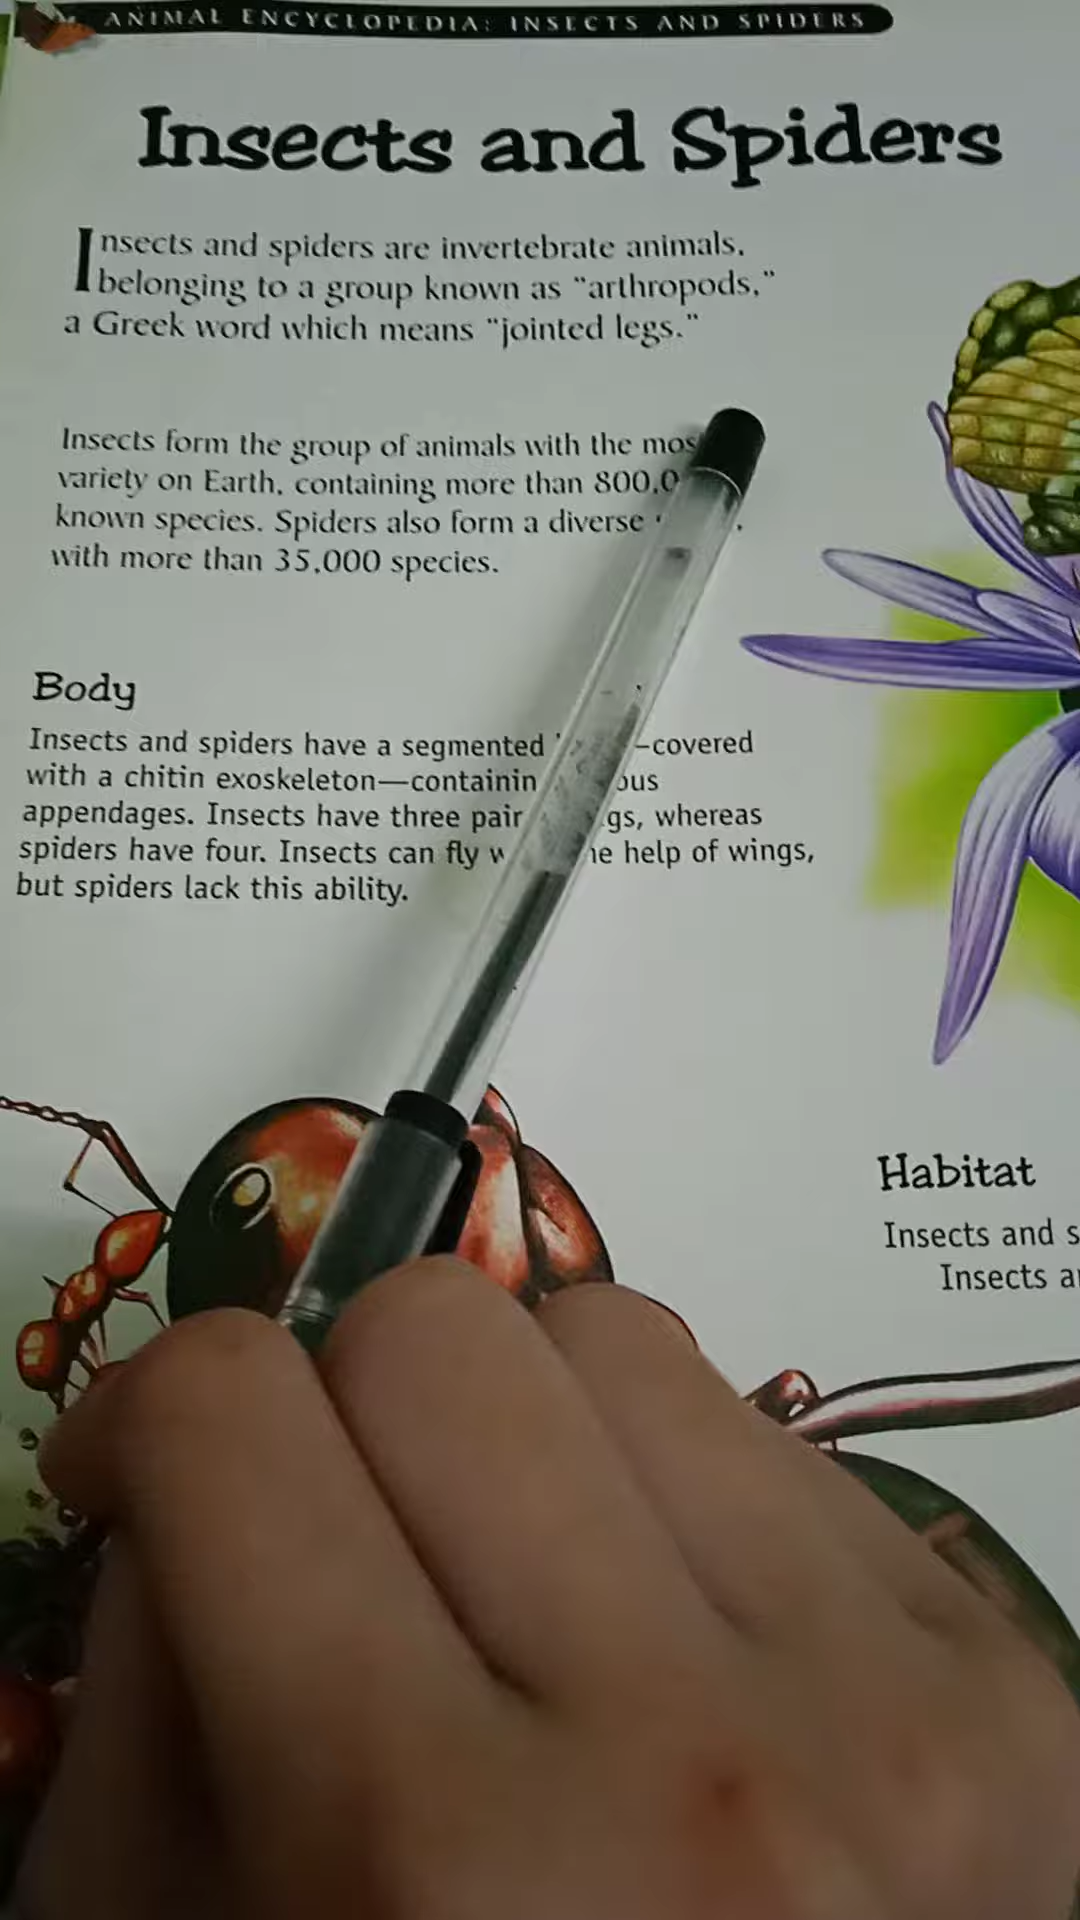 ANIMAL ENCYCLOPEDIA: INSECTS AND SPIDERS
Insects and Spiders
Insects and spiders are invertebrate animals,
belonging to a group known as "arthropods,"
a Greek word which means "jointed legs."
Insects form the group of animals with the
variety on Earth, containing more than
known species. Spiders also form a diverse
with more than 35,000 species.
Body
Insects and spiders have a segmented —covered
with a chitin exoskeleton—
appendages. Insects have three whereas
spiders have four. Insects can fly help of wings,
but spiders lack this ability.
Habitat
Insects and
Insects